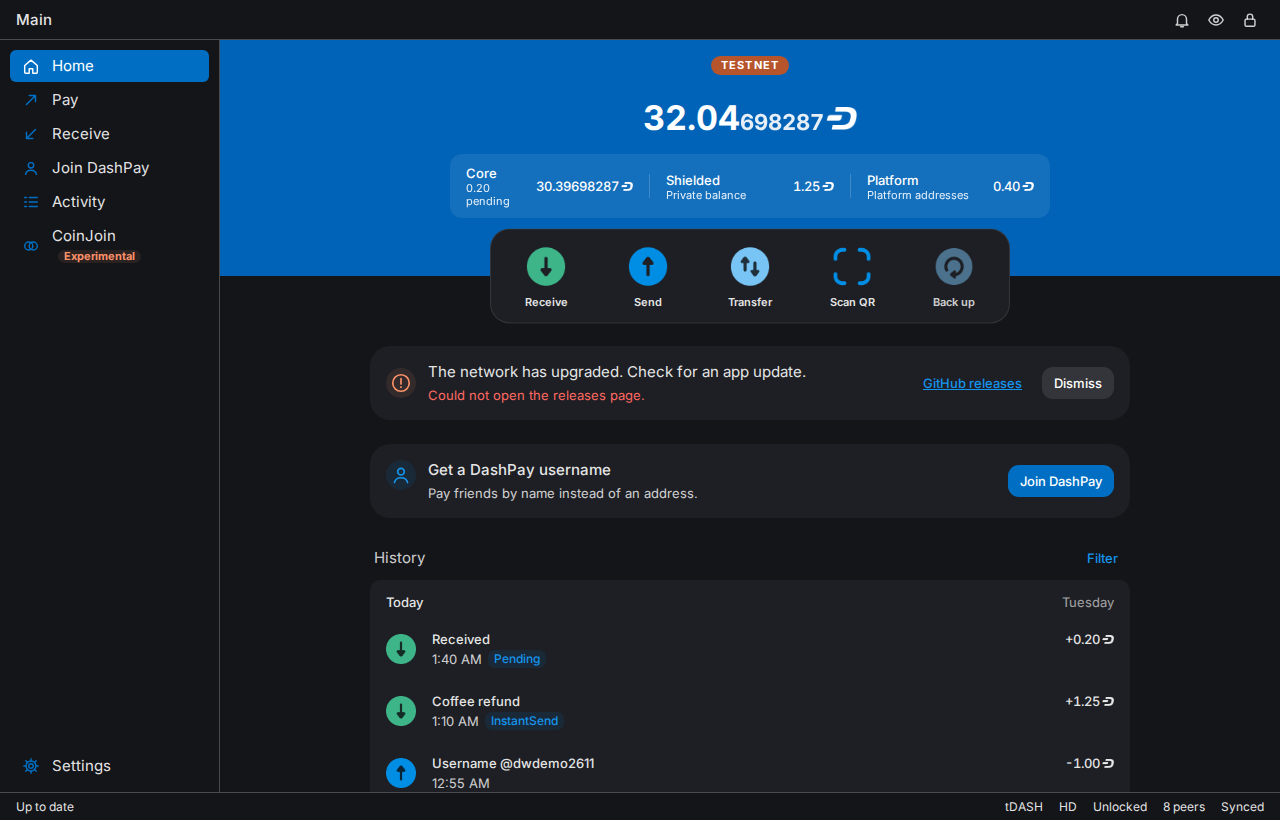 Main
Home
Pay
Receive
Join DashPay
Activity
CoinJoin
Experimental
Settings
TESTNET
32.04698287
Core
0.20
pending
30.39698287
Shielded
Private balance
1.25
Platform
Platform addresses
0.40
Receive
Send
Transfer
Scan QR
Back up
The network has upgraded. Check for an app update.
Could not open the releases page.
GitHub releases
Dismiss
Get a DashPay username
Pay friends by name instead of an address.
Join DashPay
History
Filter
Today
Tuesday
Received
+0.20
1:40 AM Pending
Coffee refund
+1.25
1:10 AM InstantSend
Username @dwdemo2611
-1.00
12:55 AM
Up to date
tDASH HD Unlocked 8 peers Synced